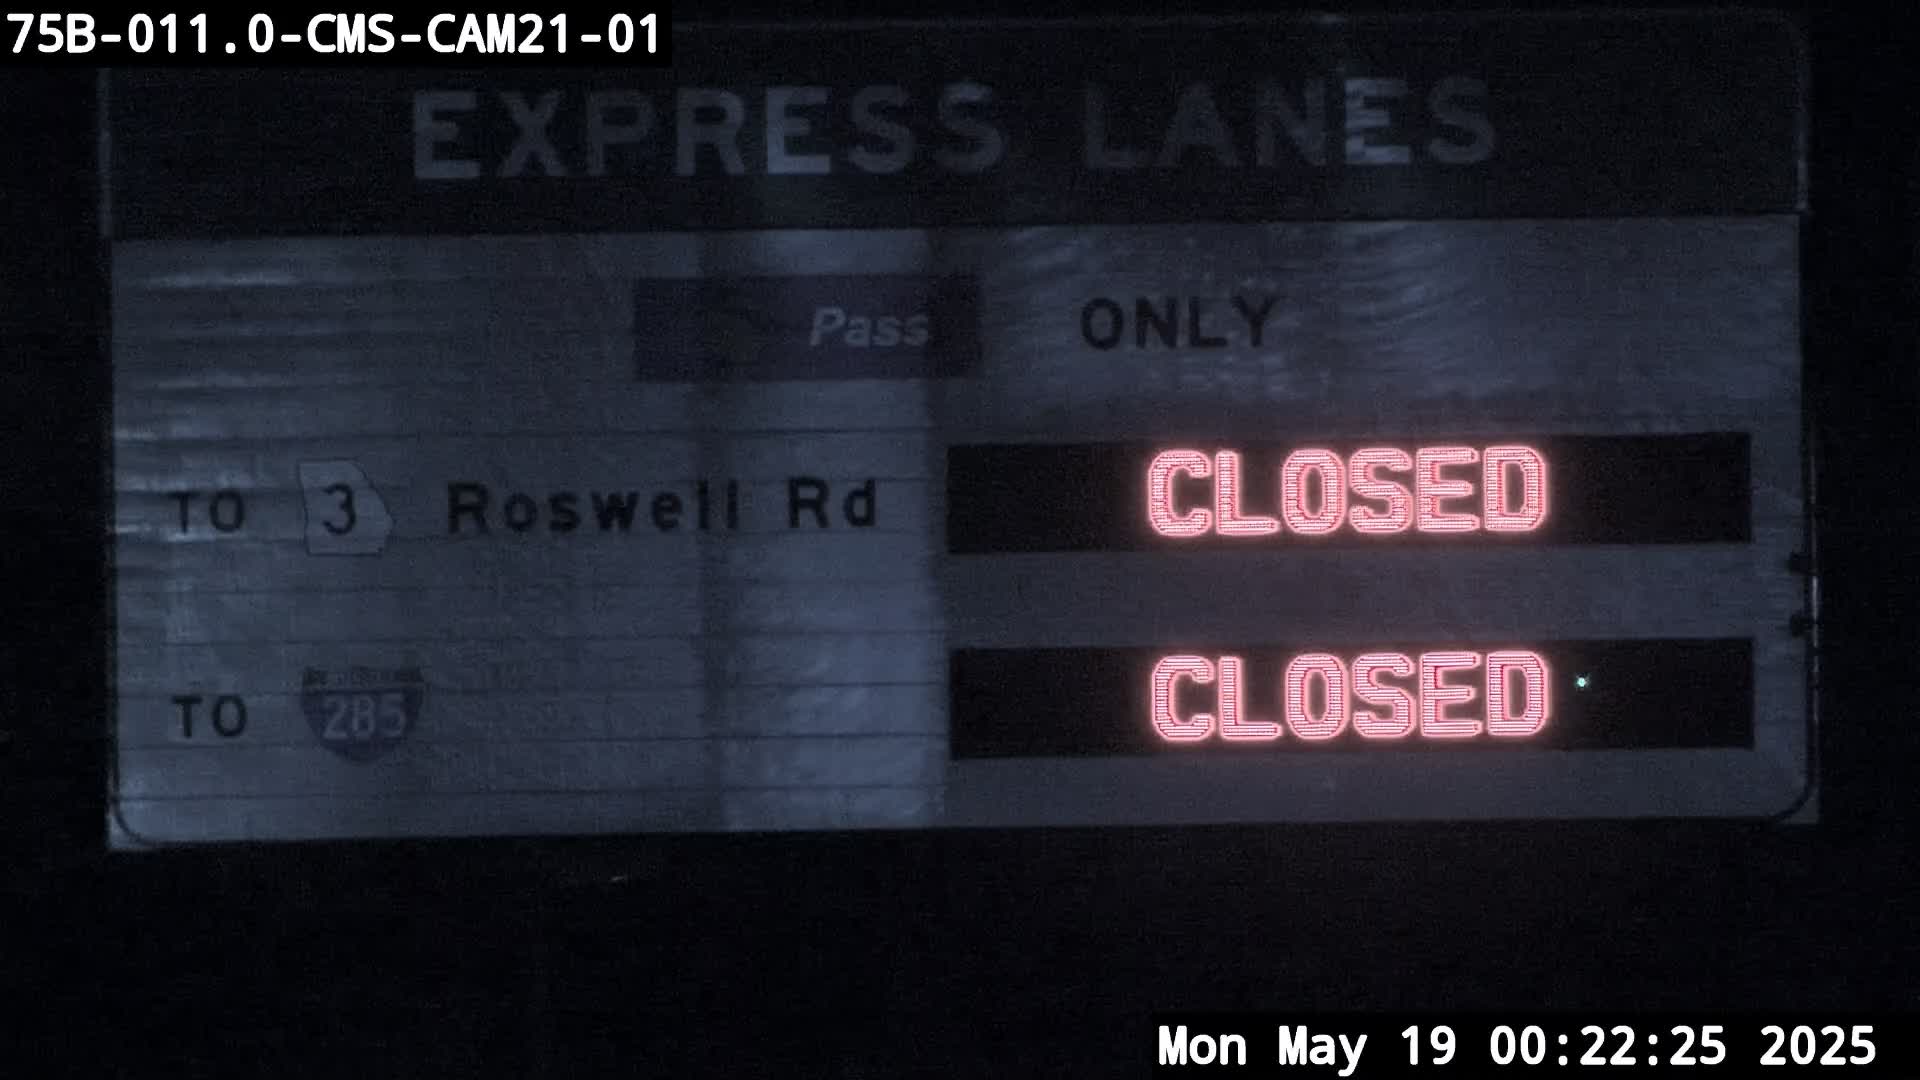 75B-011.0-CMS-CAM21-01
EXPRESS LANES
Pass ONLY
TO 3 Roswell Rd CLOSED
TO 285 CLOSED
Mon May 19 00:22:25 2025